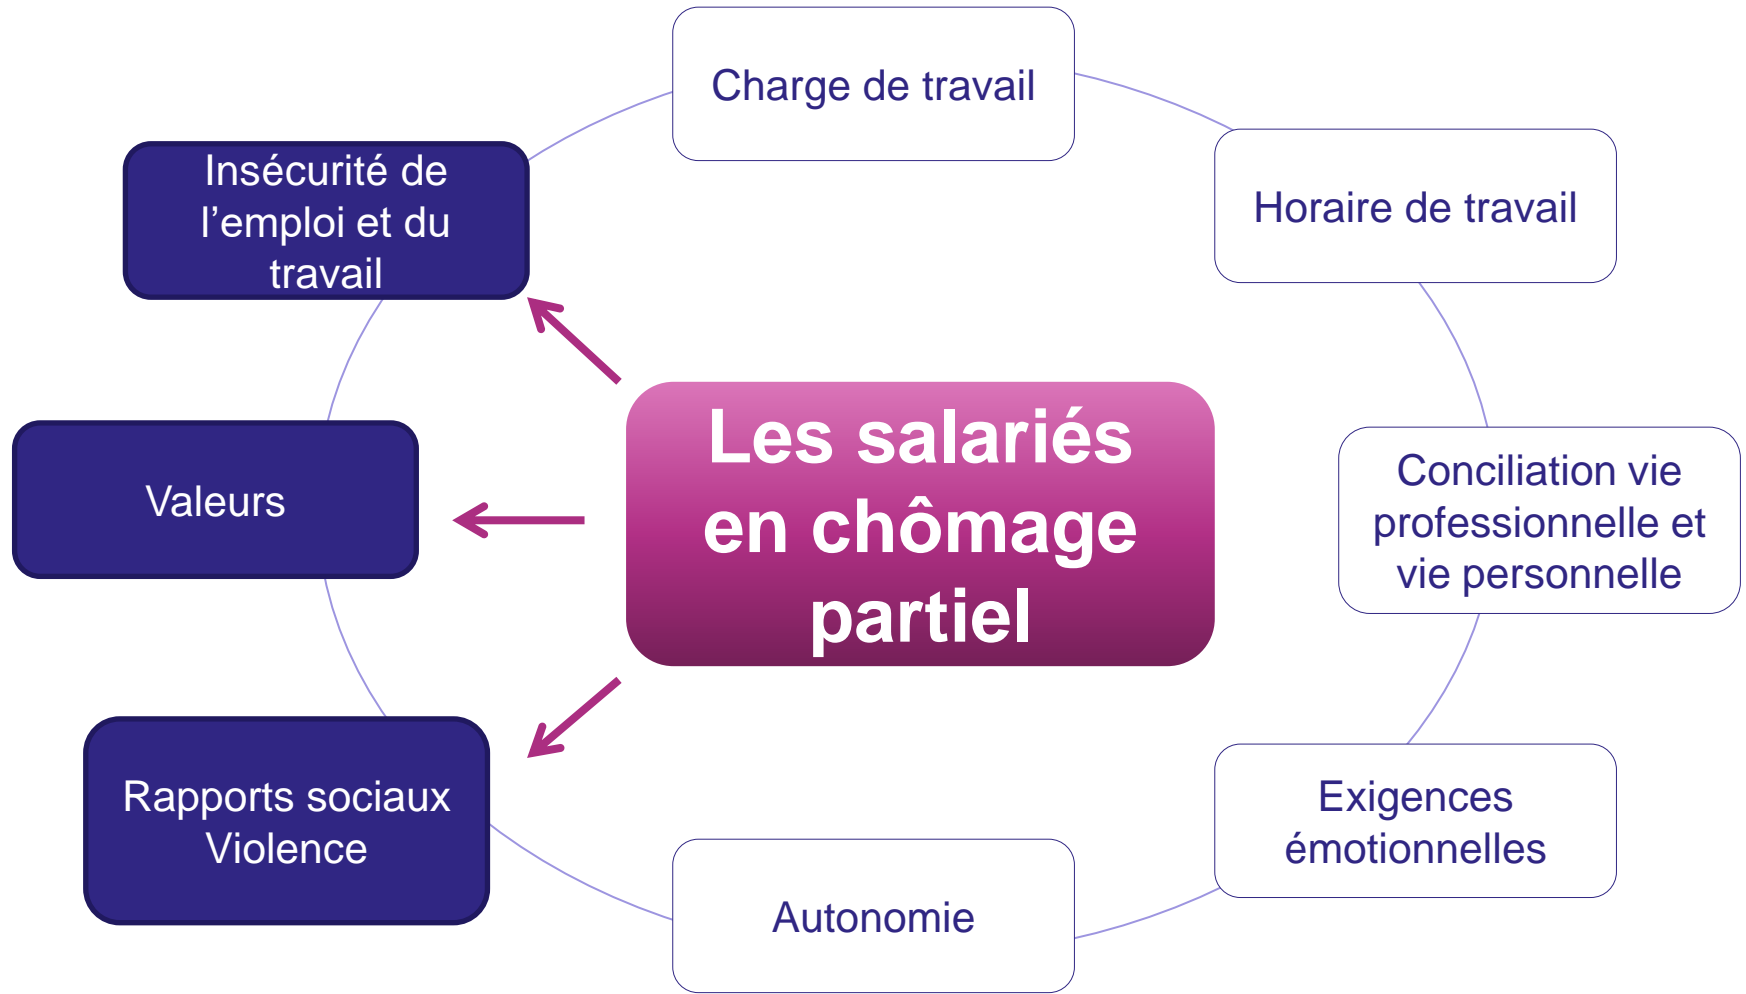 Charge de travail
Insécurité de
l’emploi et du
travail
Horaire de travail
Les salariés
en chômage
partiel
Valeurs
Conciliation vie
professionnelle et
vie personnelle
Rapports sociaux
Violence
Exigences
émotionnelles
Autonomie